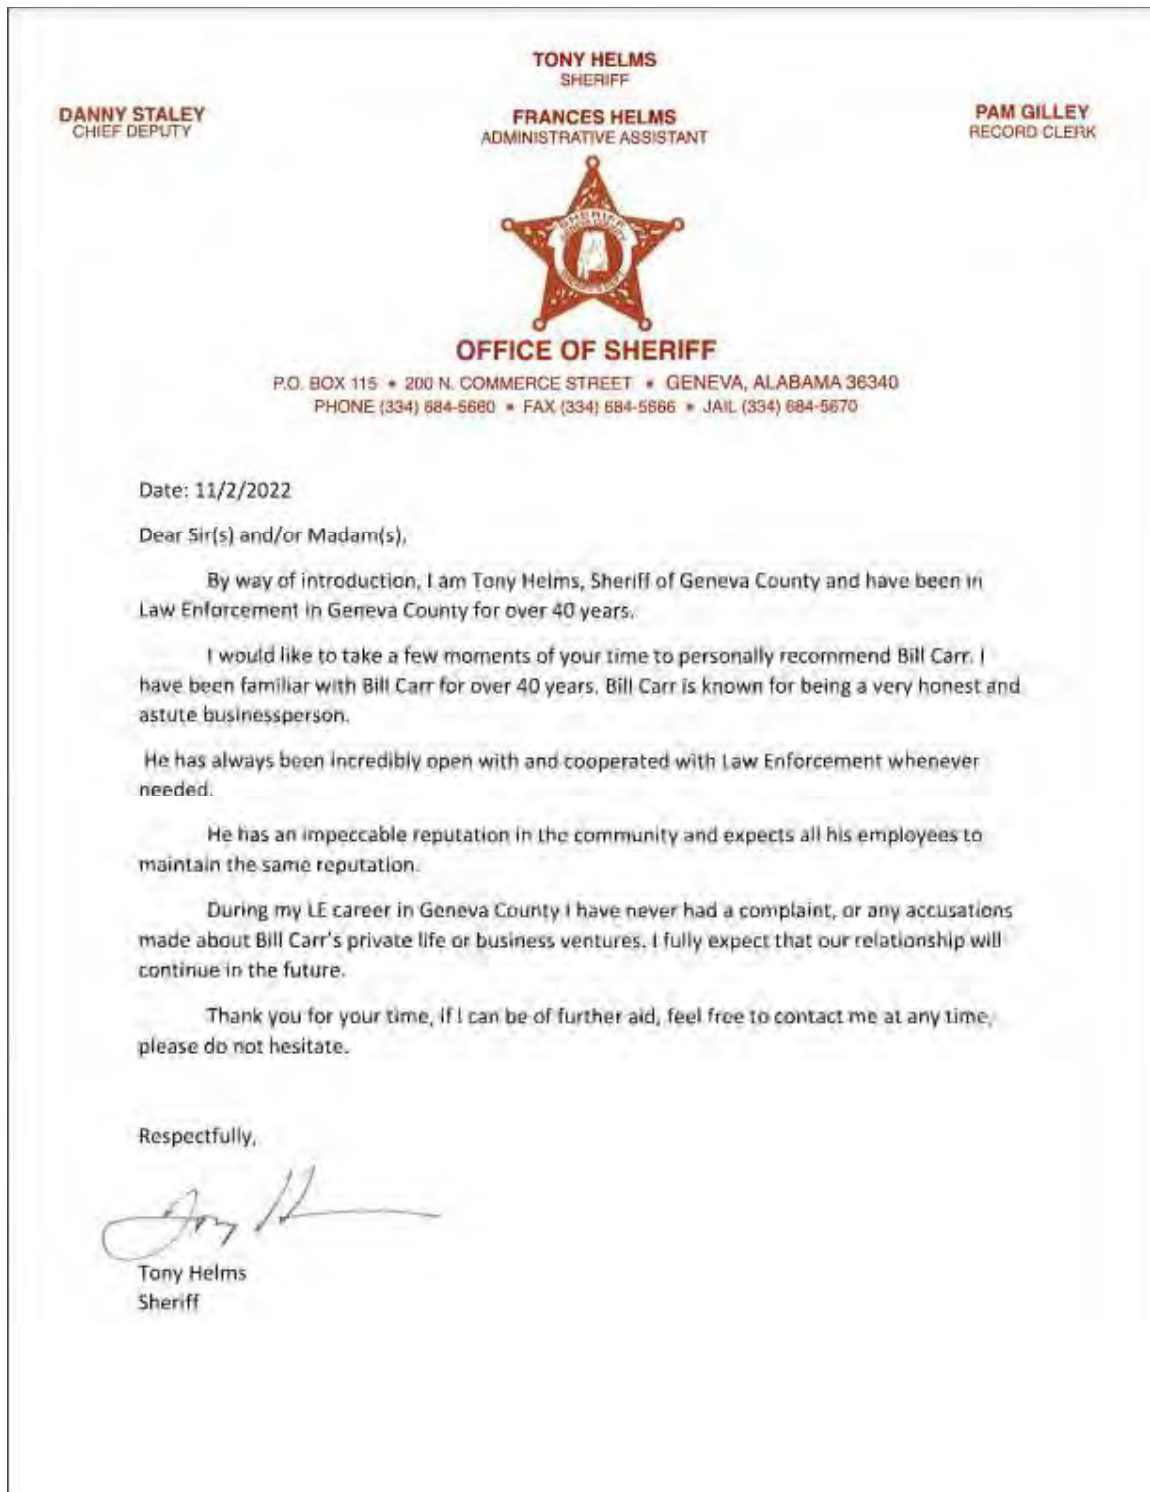 TONY HELMS
SHERIFF
DANNY STALEY
CHIEF DEPUTY
FRANCES HELMS
ADMINISTRATIVE ASSISTANT
PAM GILLEY
RECORD CLERK
SHERIFF
OFFICE OF SHERIFF
P.O. BOX 115 • 200 N. COMMERCE STREET • GENEVA, ALABAMA 36340
PHONE (334) 684-5660 • FAX (334) 684-5666 • JAIL (334) 684-5670
Date: 11/2/2022
Dear Sir(s) and/or Madam(s),
By way of introduction, I am Tony Helms, Sheriff of Geneva County and have been in
Law Enforcement in Geneva County for over 40 years.
I would like to take a few moments of your time to personally recommend Bill Carr. I
have been familiar with Bill Carr for over 40 years. Bill Carr is known for being a very honest and
astute businessperson.
He has always been incredibly open with and cooperated with Law Enforcement whenever
needed.
He has an impeccable reputation in the community and expects all his employees to
maintain the same reputation.
During my LE career in Geneva County I have never had a complaint, or any accusations
made about Bill Carr's private life or business ventures. I fully expect that our relationship will
continue in the future.
Thank you for your time, if I can be of further aid, feel free to contact me at any time,
please do not hesitate.
Respectfully,
Tony H
Tony Helms
Sheriff